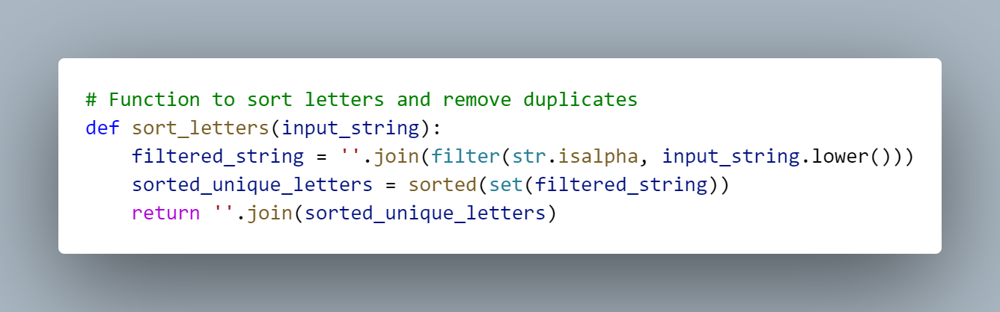 # Function to sort letters and remove duplicates
def sort_letters(input_string):
    filtered_string = ''.join(filter(str.isalpha, input_string.lower()))
    sorted_unique_letters = sorted(set(filtered_string))
    return ''.join(sorted_unique_letters)